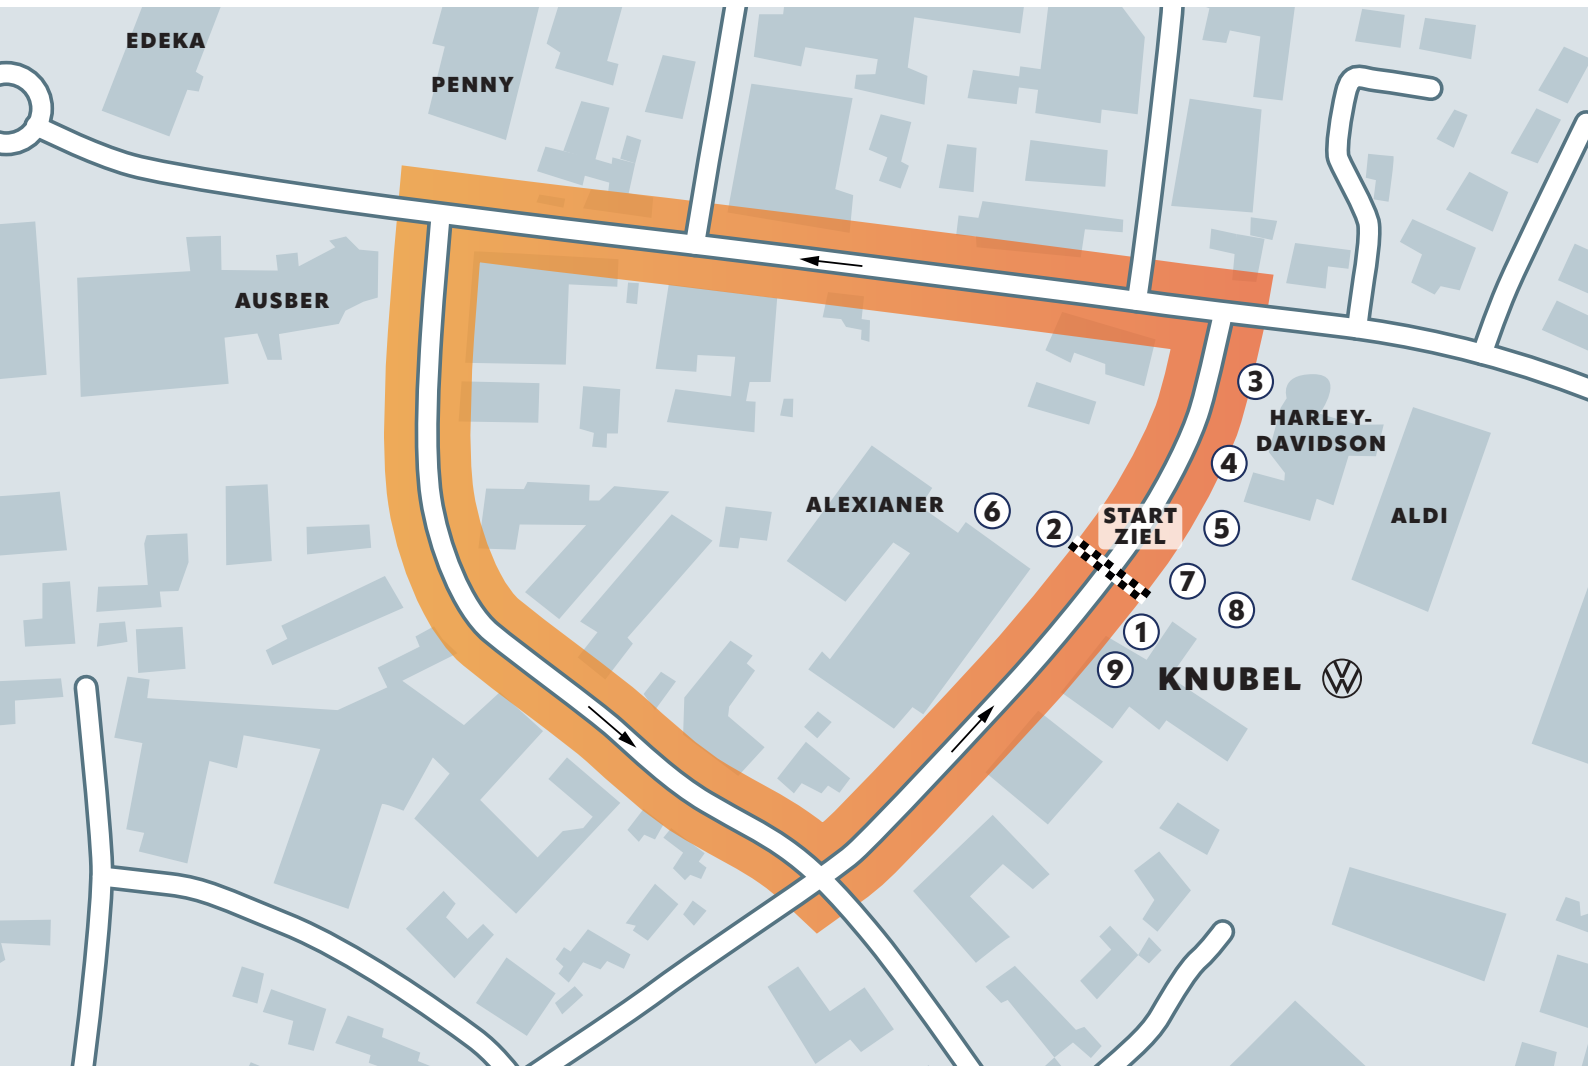 EDEKA
PENNY
AUSBER
3
HARLEY-
DAVIDSON
4
ALEXIANER
6
2
START
ZIEL
5
ALDI
7
8
1
9
KNUBEL